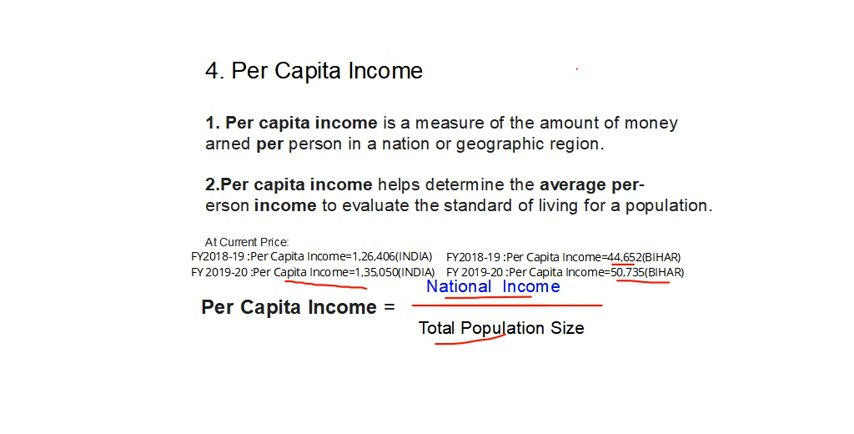 4. Per Capita Income
1. Per capita income is a measure of the amount of money
arned per person in a nation or geographic region.
2.Per capita income helps determine the average per-
erson income to evaluate the standard of living for a population.
At Current Price:
FY2018-19 :Per Capita Income=1,26,406(INDIA) FY2018-19 :Per Capita Income=44,652(BIHAR)
FY 2019-20 :Per Capita Income=1,35,050(INDIA) FY 2019-20 :Per Capita Income=50,735(BIHAR)
National Income
Per Capita Income =
Total Population Size